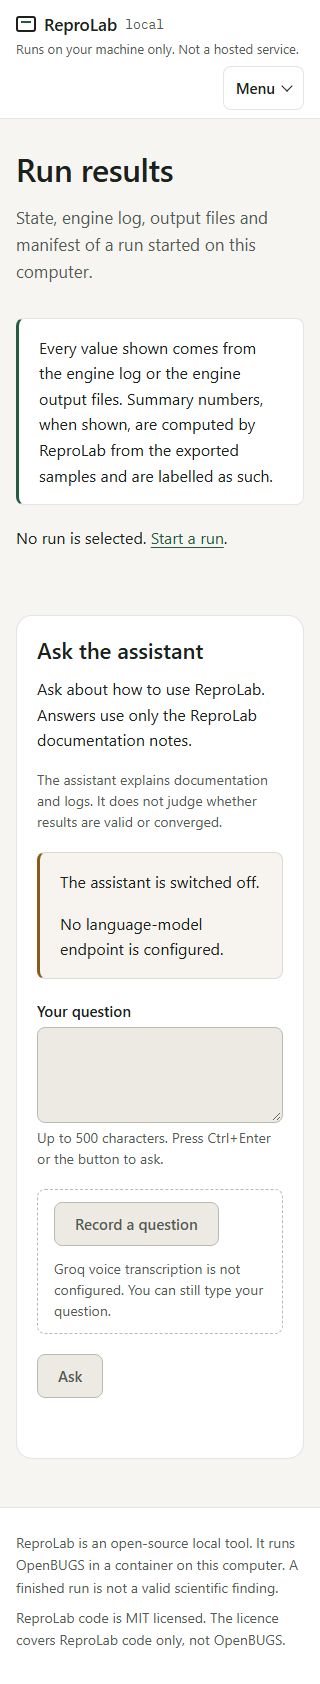 ReproLab local
Runs on your machine only. Not a hosted service.
Menu
Run results
State, engine log, output files and
manifest of a run started on this
computer.
Every value shown comes from
the engine log or the engine
output files. Summary numbers,
when shown, are computed by
ReproLab from the exported
samples and are labelled as such.
No run is selected. Start a run.
Ask the assistant
Ask about how to use ReproLab.
Answers use only the ReproLab
documentation notes.
The assistant explains documentation
and logs. It does not judge whether
results are valid or converged.
The assistant is switched off.
No language-model
endpoint is configured.
Your question
Up to 500 characters. Press Ctrl+Enter
or the button to ask.
Record a question
Groq voice transcription is not
configured. You can still type your
question.
Ask
ReproLab is an open-source local tool. It runs
OpenBUGS in a container on this computer. A
finished run is not a valid scientific finding.
ReproLab code is MIT licensed. The licence
covers ReproLab code only, not OpenBUGS.